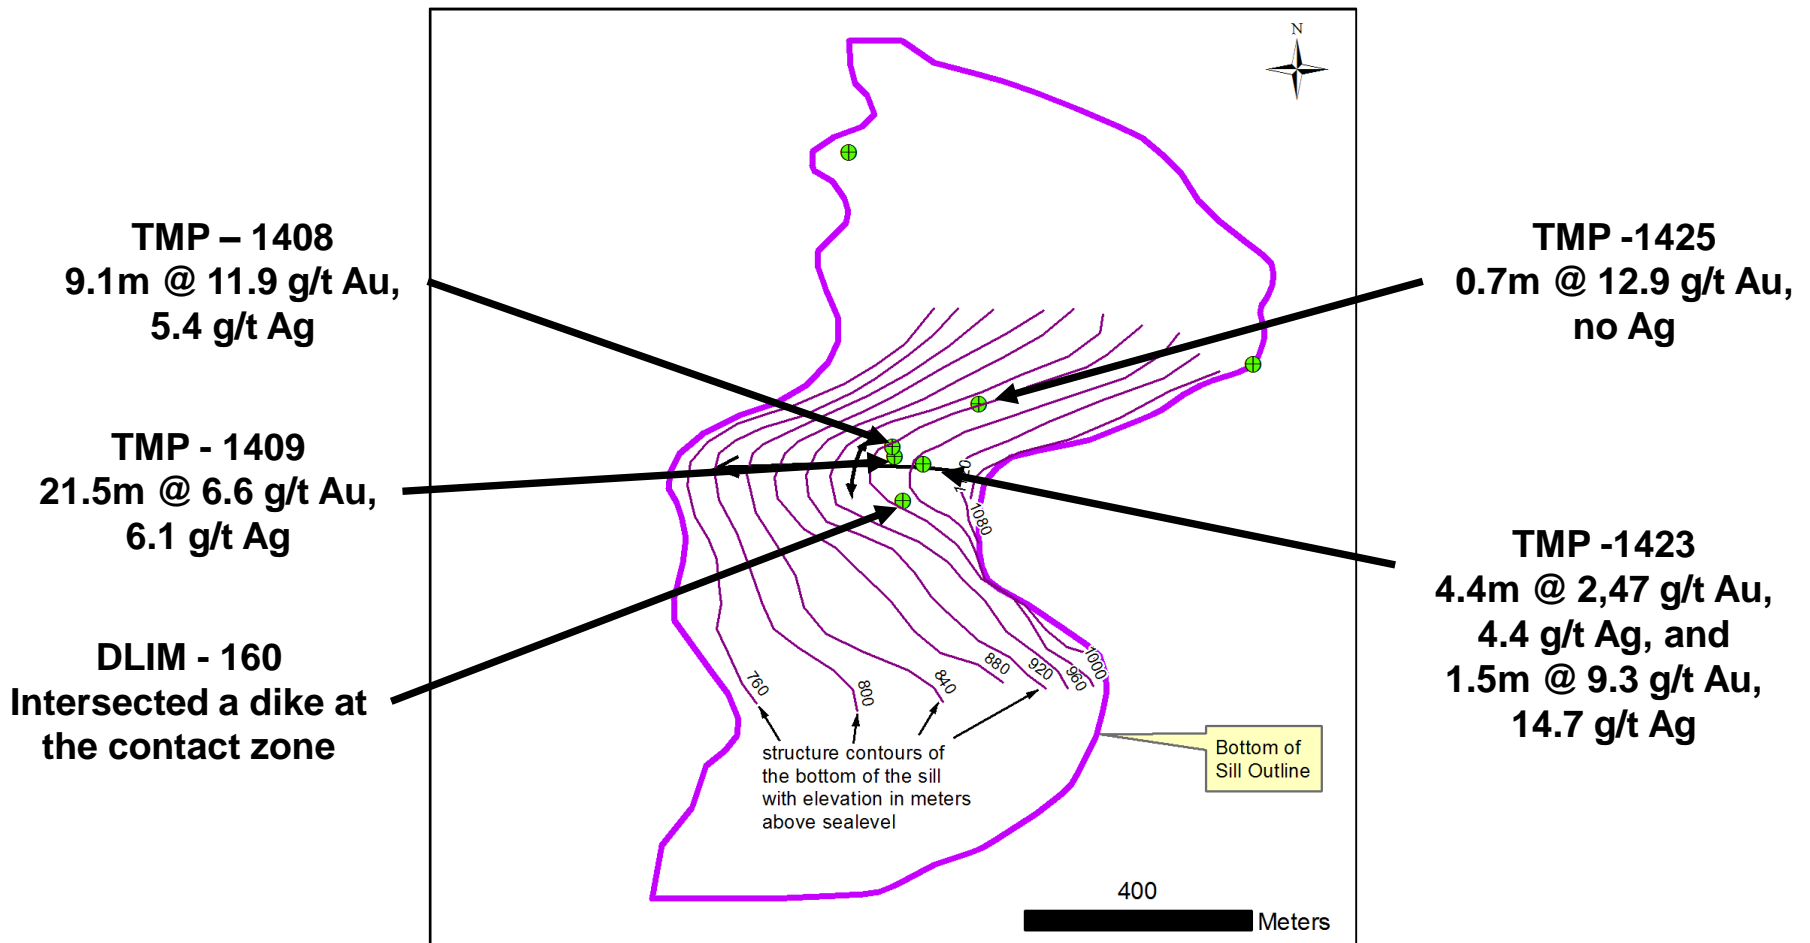 N
TMP – 1408
9.1m @ 11.9 g/t Au,
5.4 g/t Ag
TMP -1425
0.7m @ 12.9 g/t Au,
no Ag
TMP - 1409
21.5m @ 6.6 g/t Au,
6.1 g/t Ag
1080
TMP -1423
4.4m @ 2,47 g/t Au,
4.4 g/t Ag, and
1.5m @ 9.3 g/t Au,
14.7 g/t Ag
DLIM - 160
Intersected a dike at
the contact zone
760
800
840
880
920
960
1000
structure contours of
the bottom of the sill
with elevation in meters
above sealevel
Bottom of
Sill Outline
400
Meters